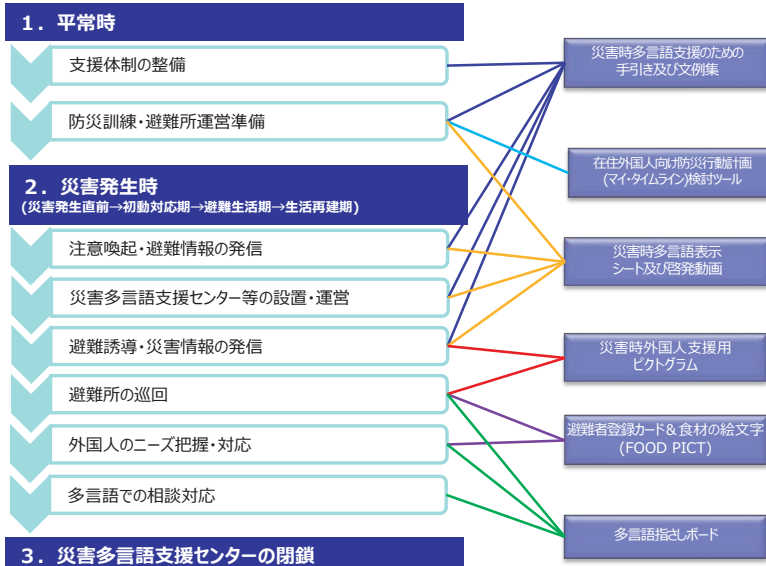 1．平常時
支援体制の整備
防災訓練・避難所運営準備
2．災害発生時
(災害発生直前→初動対応期→避難生活期→生活再建期)
注意喚起・避難情報の発信
災害多言語支援センター等の設置・運営
避難誘導・災害情報の発信
避難所の巡回
外国人のニーズ把握・対応
多言語での相談対応
3．災害多言語支援センターの閉鎖
災害時多言語支援のための
手引き及び文例集
在住外国人向け防災行動計画
(マイ・タイムライン)検討ツール
災害時多言語表示
シート及び啓発動画
災害時外国人支援用
ピクトグラム
避難者登録カード＆食材の絵文字
(FOOD PICT)
多言語指さしボード